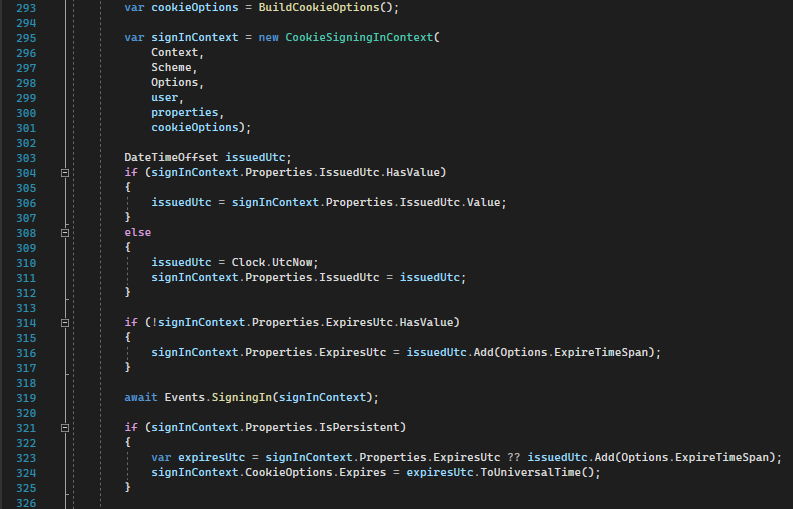 293 var cookieOptions = BuildCookieOptions();
294
295 var signInContext = new CookieSigningInContext(
296 Context,
297 Scheme,
298 Options,
299 user,
300 properties,
301 cookieOptions);
302
303 DateTimeOffset issuedUtc;
304 if (signInContext.Properties.IssuedUtc.HasValue)
305 {
306 issuedUtc = signInContext.Properties.IssuedUtc.Value;
307 }
308 else
309 {
310 issuedUtc = Clock.UtcNow;
311 signInContext.Properties.IssuedUtc = issuedUtc;
312 }
313
314 if (!signInContext.Properties.ExpiresUtc.HasValue)
315 {
316 signInContext.Properties.ExpiresUtc = issuedUtc.Add(Options.ExpireTimeSpan);
317 }
318
319 await Events.SigningIn(signInContext);
320
321 if (signInContext.Properties.IsPersistent)
322 {
323 var expiresUtc = signInContext.Properties.ExpiresUtc ?? issuedUtc.Add(Options.ExpireTimeSpan);
324 signInContext.CookieOptions.Expires = expiresUtc.ToUniversalTime();
325 }
326